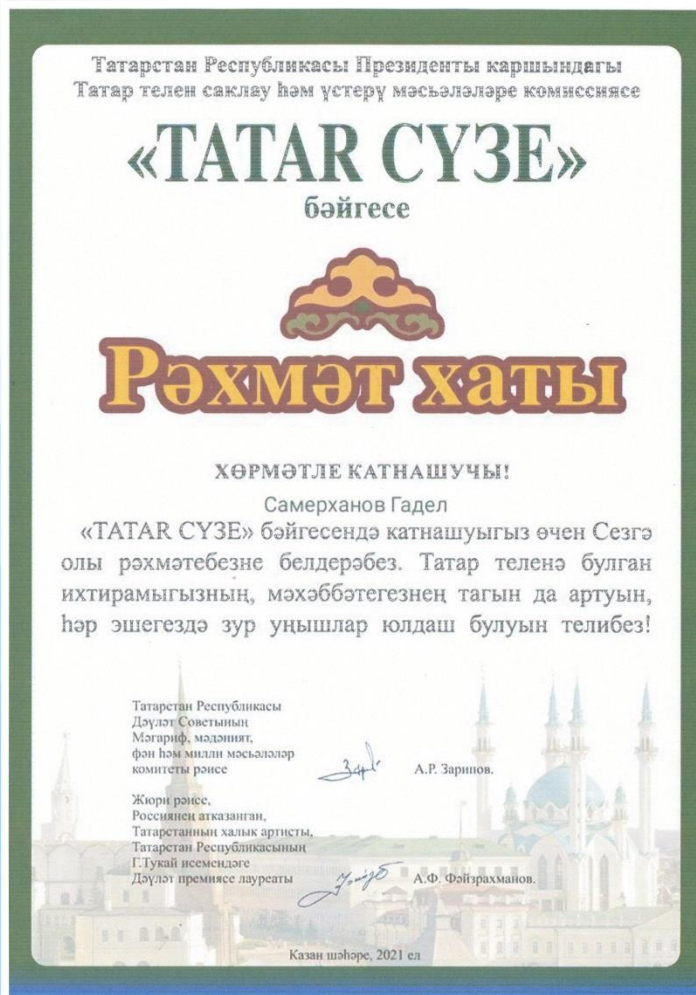 Татарстан Республикасы Президенты каршындагы
Татар телен саклау һәм үстерү мәсьәләләре комиссиясе
«TATAR СҮЗЕ»
бәйгесе
Рәхмәт хаты
ХӨРМӘТЛЕ КАТНАШУЧЫ!
Самерханов Гадел
«TATAR СҮЗЕ» бәйгесендә катнашуыгыз өчен Сезгә
олы рәхмәтебезне белдерәбез. Татар теленә булган
ихтирамыгызның, мәхәббәтегезнең тагын да артуын,
һәр эшегездә зур уңышлар юлдаш булуын телибез!
Татарстан Республикасы
Дәүләт Советының
Мәгариф, мәдәният,
фән һәм милли мәсьәләләр
комитеты рәисе
А.Р. Зарипов.
Жюри рәисе,
Россиянең атказанган,
Татарстанның халык артисты,
Татарстан Республикасының
Г.Тукай исемендәге
Дәүләт премиясе лауреаты
А.Ф. Фәйзрахманов.
Казан шәһәре, 2021 ел